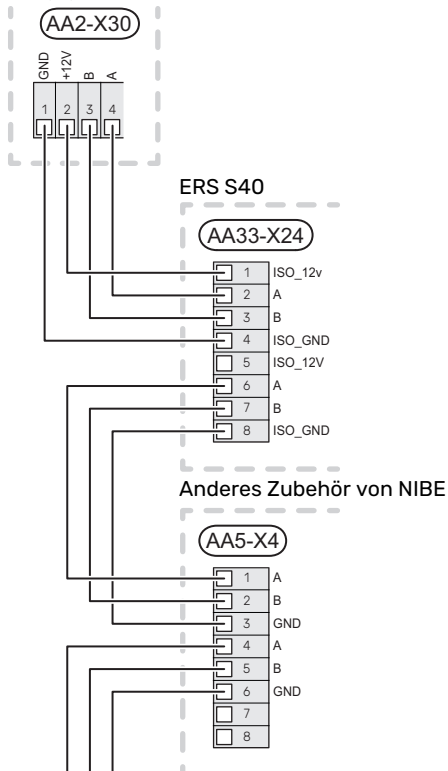 AA2-X30
GND +12V B A
1 2 3 4
ERS S40
AA33-X24
1 ISO_12v
2 A
3 B
4 ISO_GND
5 ISO_12V
6 A
7 B
8 ISO_GND
Anderes Zubehör von NIBE
AA5-X4
1 A
2 B
3 GND
4 A
5 B
6 GND
7
8